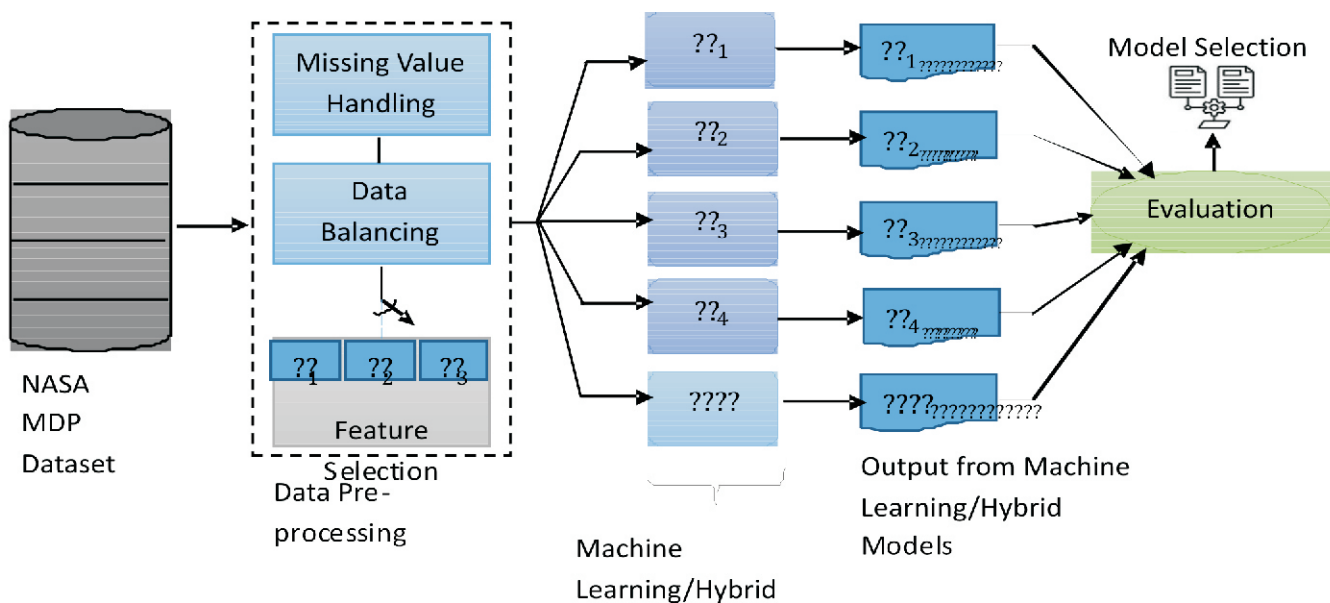 Missing Value
Handling
Data
Balancing
??1 ??2 ??3
Feature
Selection
NASA
MDP
Dataset
Data Pre-
processing
??1
??2
??3
??4
????
Machine
Learning/Hybrid
??1????????????
??2????????????
??3????????????
??4????????????
????????????????
Output from Machine
Learning/Hybrid
Models
Evaluation
Model Selection